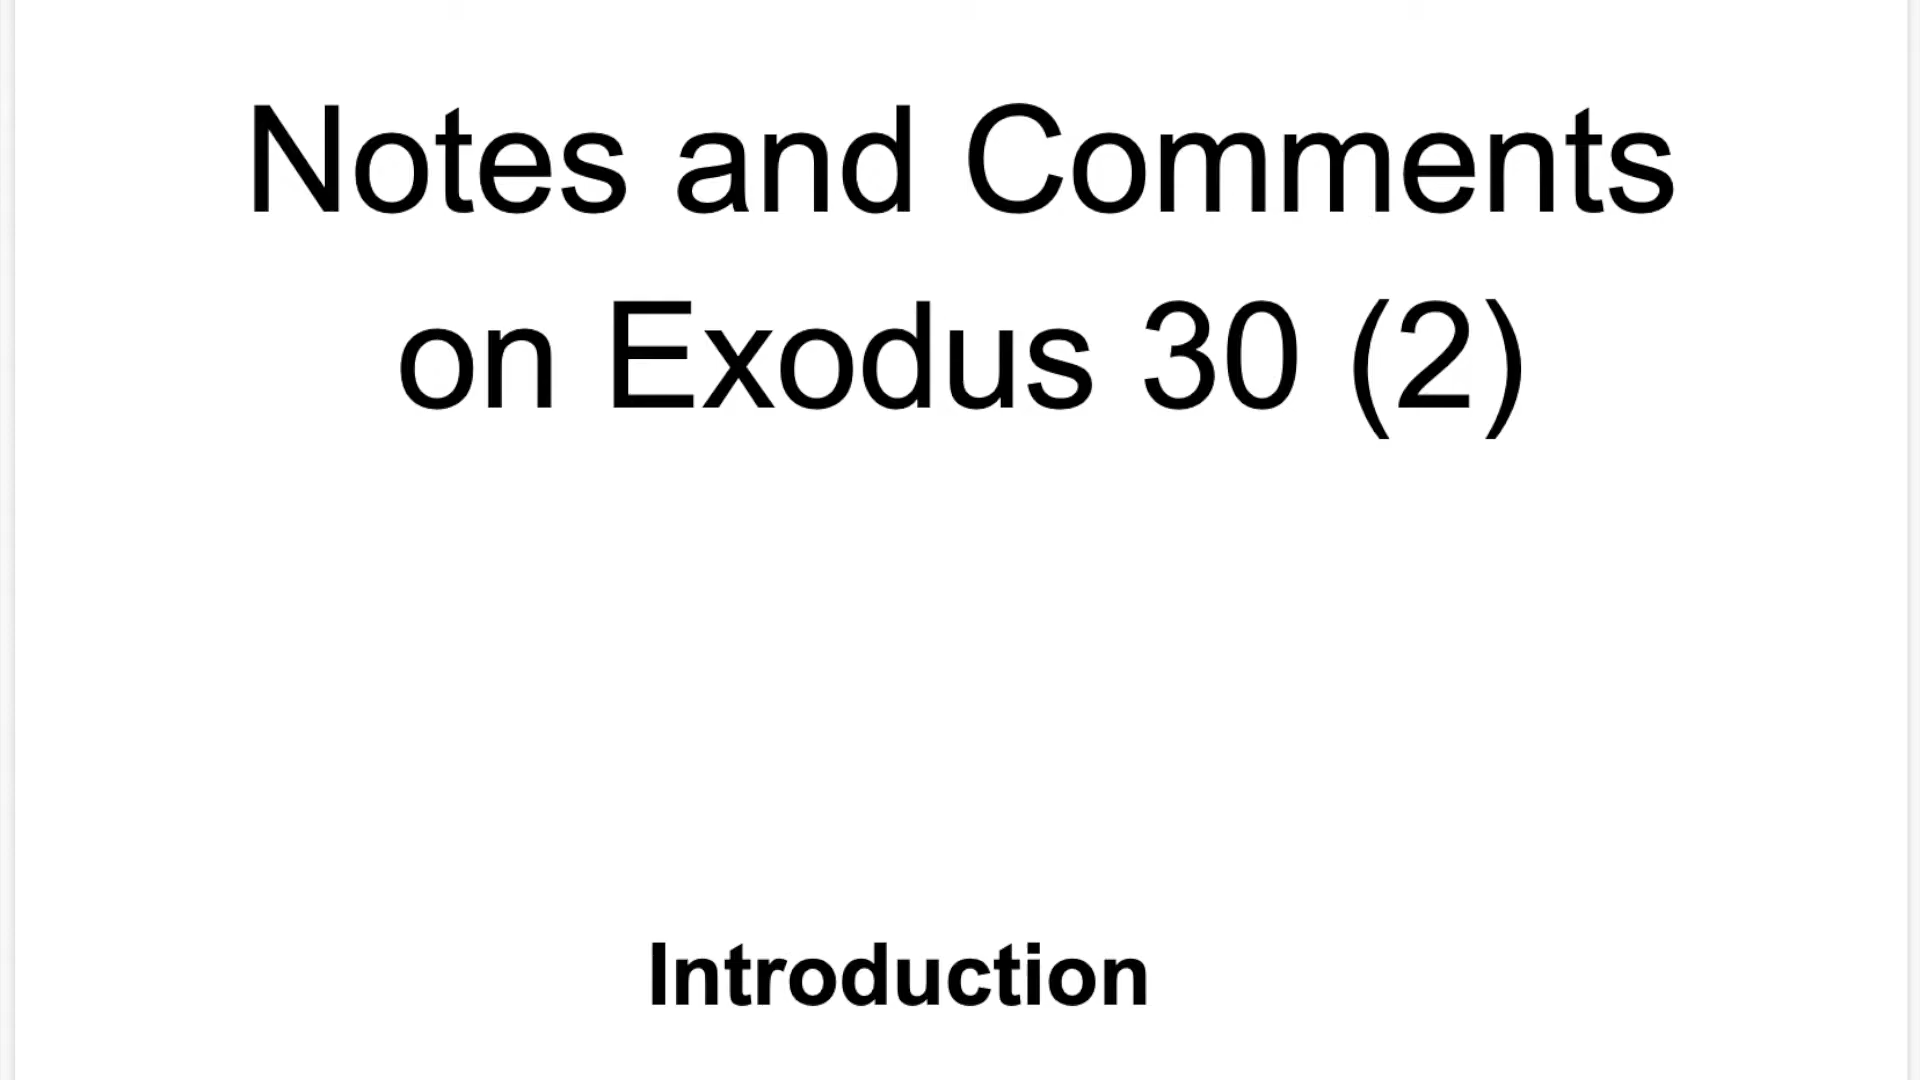 Notes and Comments
on Exodus 30 (2)
Introduction